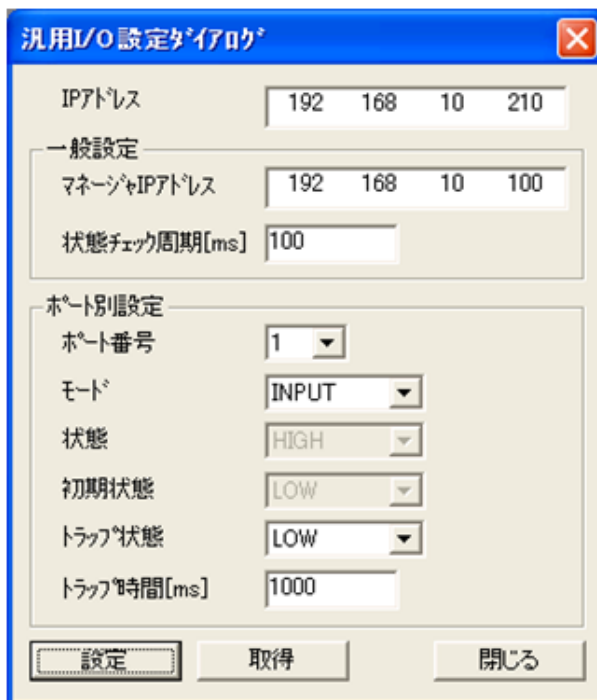 汎用I/O設定ﾀﾞｲｱﾛｸﾞ
IPｱﾄﾞﾚｽ 192 168 10 210
一般設定
ﾏﾈｰｼﾞｬIPｱﾄﾞﾚｽ 192 168 10 100
状態ﾁｪｯｸ周期[ms] 100
ﾎﾟｰﾄ別設定
ﾎﾟｰﾄ番号 1
ﾓｰﾄﾞ INPUT
状態 HIGH
初期状態 LOW
ﾄﾗｯﾌﾟ状態 LOW
ﾄﾗｯﾌﾟ時間[ms] 1000
設定 取得 閉じる